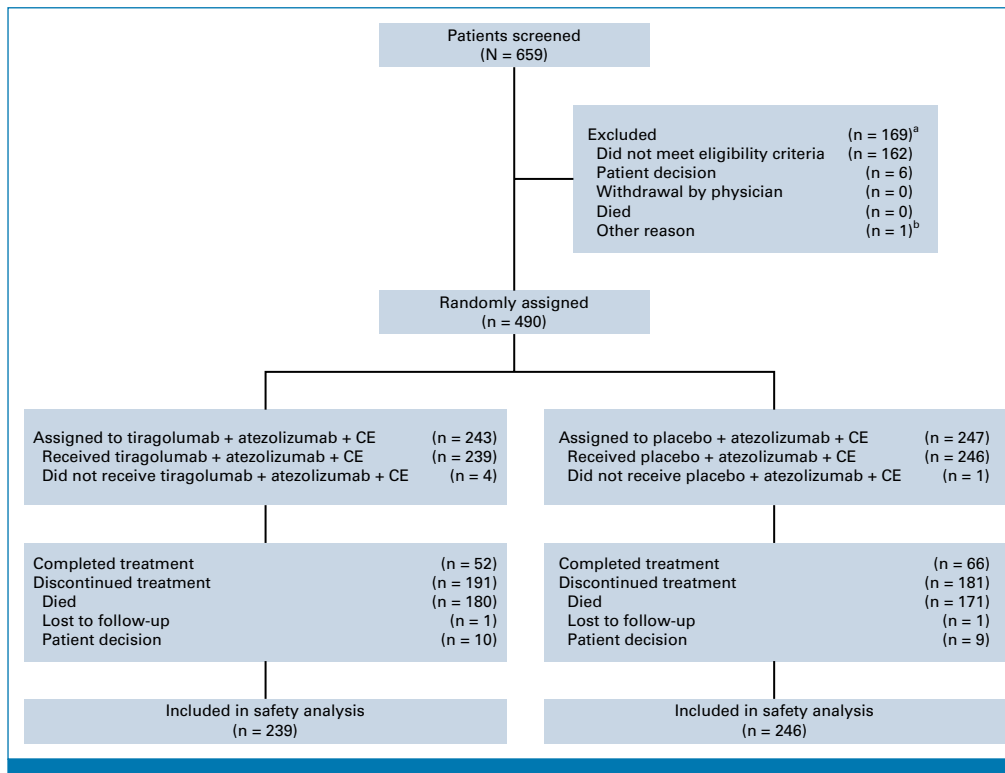 Patients screened
(N = 659)
Excluded (n = 169)a
Did not meet eligibility criteria (n = 162)
Patient decision (n = 6)
Withdrawal by physician (n = 0)
Died (n = 0)
Other reason (n = 1)b
Randomly assigned
(n = 490)
Assigned to tiragolumab + atezolizumab + CE (n = 243)
Received tiragolumab + atezolizumab + CE (n = 239)
Did not receive tiragolumab + atezolizumab + CE (n = 4)
Assigned to placebo + atezolizumab + CE (n = 247)
Received placebo + atezolizumab + CE (n = 246)
Did not receive placebo + atezolizumab + CE (n = 1)
Completed treatment (n = 52)
Discontinued treatment (n = 191)
Died (n = 180)
Lost to follow-up (n = 1)
Patient decision (n = 10)
Completed treatment (n = 66)
Discontinued treatment (n = 181)
Died (n = 171)
Lost to follow-up (n = 1)
Patient decision (n = 9)
Included in safety analysis
(n = 239)
Included in safety analysis
(n = 246)